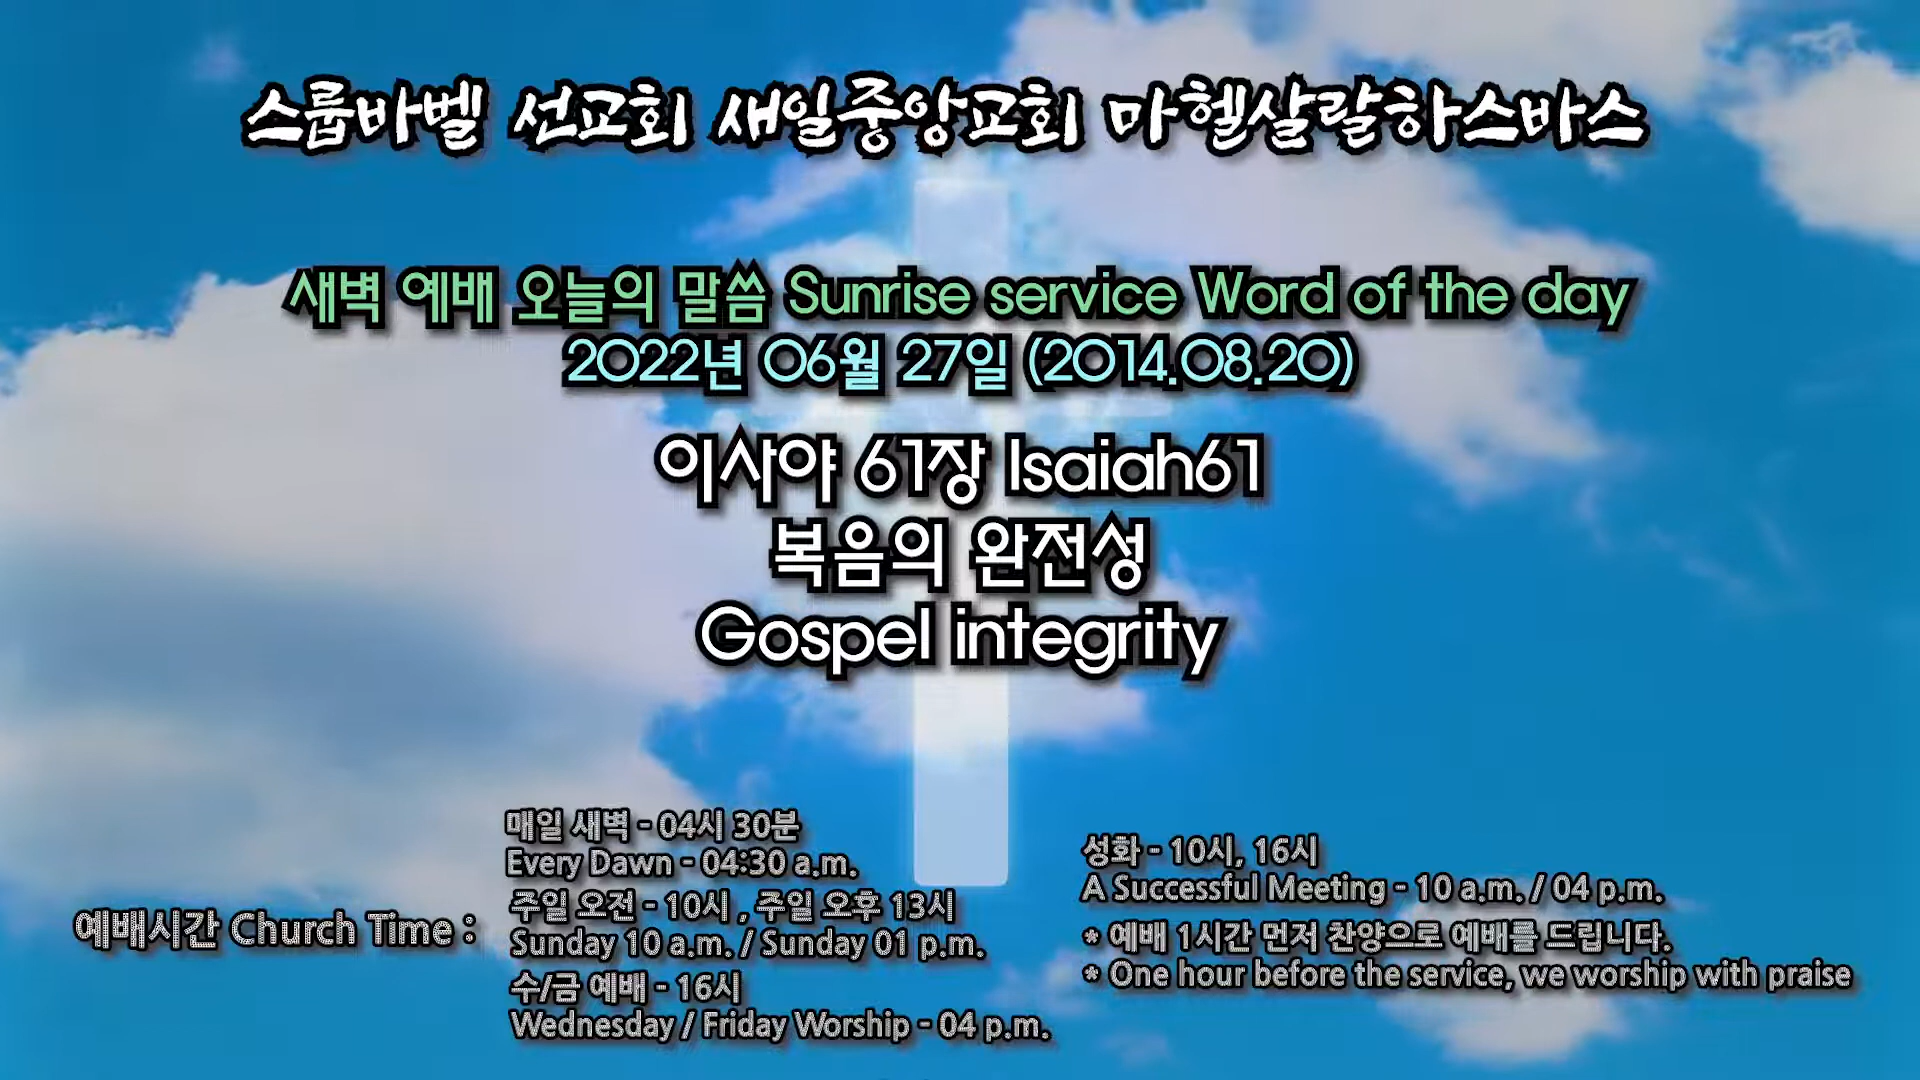 스룹바벨 선교회 새일중앙교회 마헬살랄하스바스
새벽 예배 오늘의 말씀 Sunrise service Word of the day
2022년 06월 27일 (2014.08.20)
이사야 61장 Isaiah61
복음의 완전성
Gospel integrity
예배시간 Church Time :
매일 새벽 - 04시 30분
Every Dawn - 04:30 a.m.
주일 오전 - 10시 , 주일 오후 13시
Sunday 10 a.m. / Sunday 01 p.m.
수/금 예배 - 16시
Wednesday / Friday Worship - 04 p.m.
성화 - 10시, 16시
A Successful Meeting - 10 a.m. / 04 p.m.
* 예배 1시간 먼저 찬양으로 예배를 드립니다.
* One hour before the service, we worship with praise